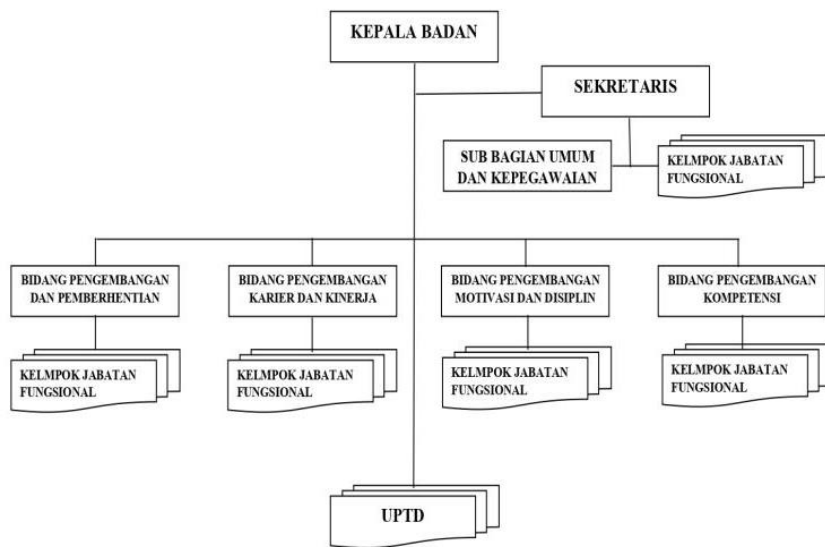 KEPALA BADAN
SEKRETARIS
SUB BAGIAN UMUM
DAN KEPEGAWAIAN
KELMPOK JABATAN
FUNGSIONAL
BIDANG PENGEMBANGAN
DAN PEMBERHENTIAN
BIDANG PENGEMBANGAN
KARIER DAN KINERJA
BIDANG PENGEMBANGAN
MOTIVASI DAN DISIPLIN
BIDANG PENGEMBANGAN
KOMPETENSI
KELMPOK JABATAN
FUNGSIONAL
KELMPOK JABATAN
FUNGSIONAL
KELMPOK JABATAN
FUNGSIONAL
KELMPOK JABATAN
FUNGSIONAL
UPTD